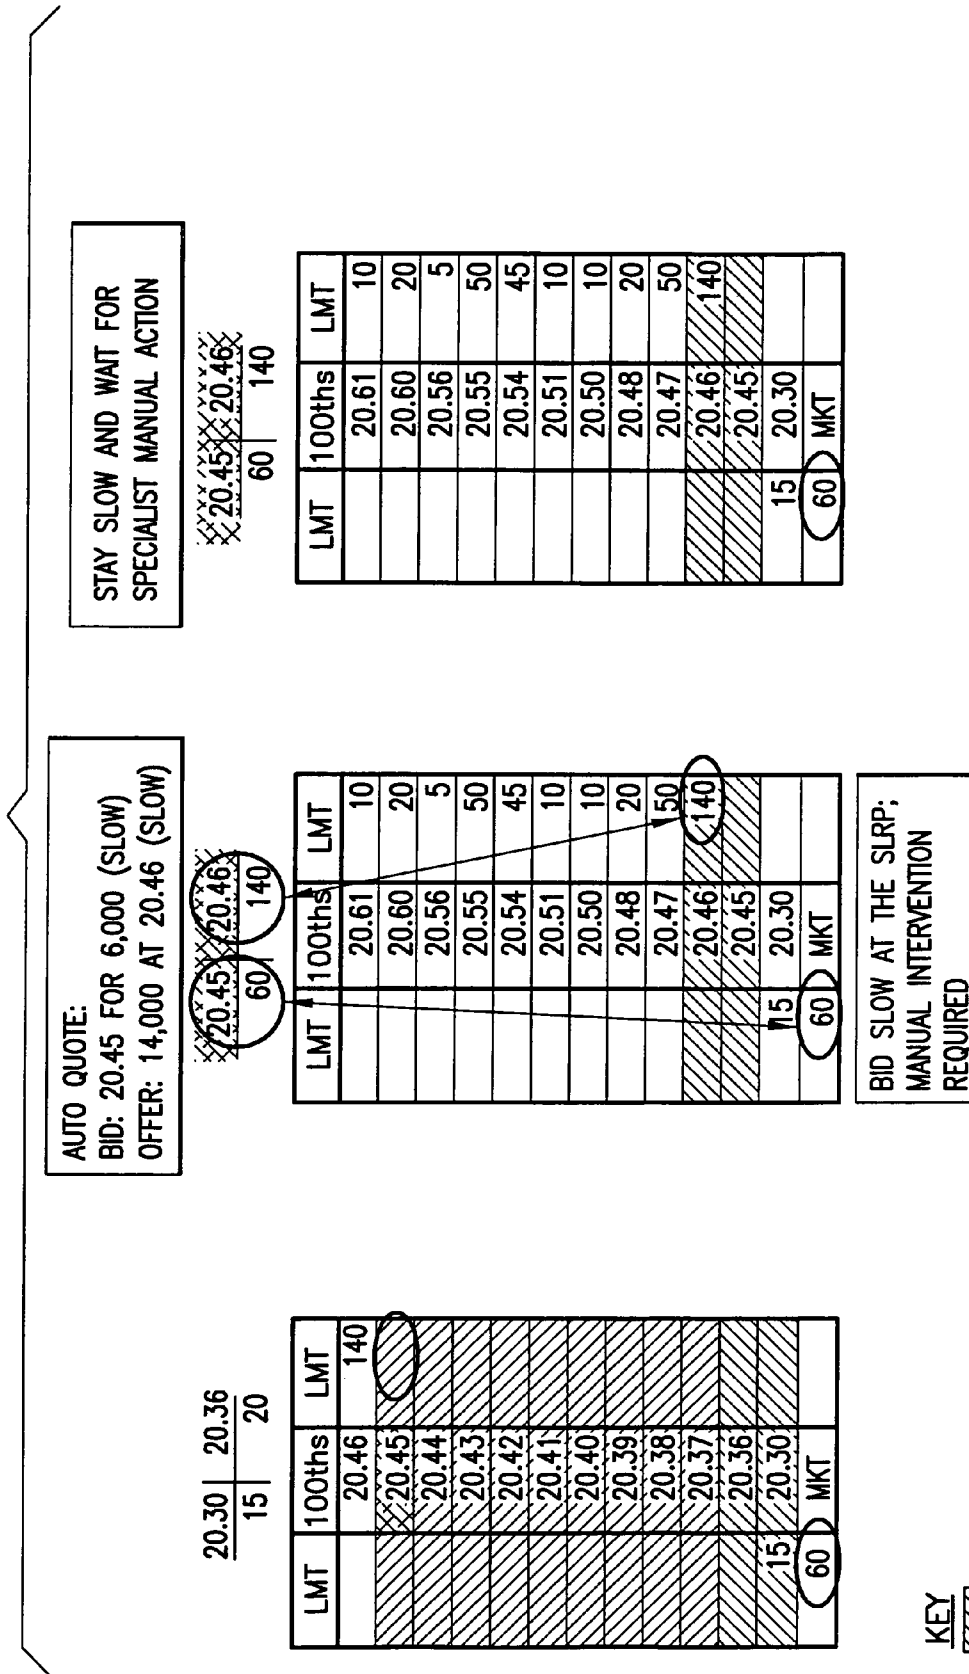 20.30 20.36
15 20
LMT 100ths LMT
20.46 140
20.45
20.44
20.43
20.42
20.41
20.40
20.39
20.38
20.37
20.36
15 20.30
60 MKT
KEY
AUTO QUOTE:
BID: 20.45 FOR 6,000 (SLOW)
OFFER: 14,000 AT 20.46 (SLOW)
20.45 20.46
60 140
LMT 100ths LMT
20.61 10
20.60 20
20.56 5
20.55 50
20.54 45
20.51 10
20.50 10
20.48 20
20.47 50
20.46 140
20.45
15 20.30
60 MKT
BID SLOW AT THE SLRP;
MANUAL INTERVENTION
REQUIRED
STAY SLOW AND WAIT FOR
SPECIALIST MANUAL ACTION
20.45 20.46
60 140
LMT 100ths LMT
20.61 10
20.60 20
20.56 5
20.55 50
20.54 45
20.51 10
20.50 10
20.48 20
20.47 50
20.46 140
20.45
15 20.30
60 MKT